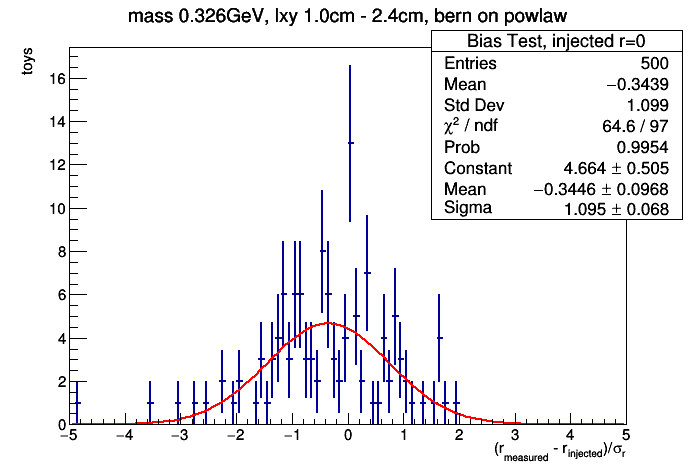 mass 0.326GeV, lxy 1.0cm - 2.4cm, bern on powlaw
toys
Bias Test, injected r=0
Entries 500
Mean −0.3439
Std Dev 1.099
χ² / ndf 64.6 / 97
Prob 0.9954
Constant 4.664 ± 0.505
Mean −0.3446 ± 0.0968
Sigma 1.095 ± 0.068
16
14
12
10
8
6
4
2
0
−5 −4 −3 −2 −1 0 1 2 3 4 5
(r_measured - r_injected)/σ_r